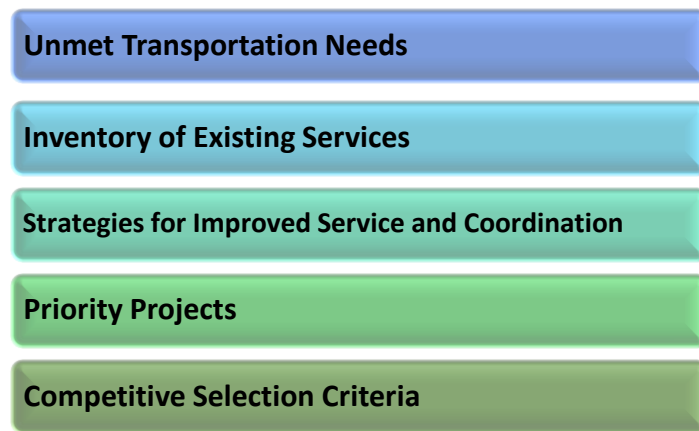 Unmet Transportation Needs
Inventory of Existing Services
Strategies for Improved Service and Coordination
Priority Projects
Competitive Selection Criteria